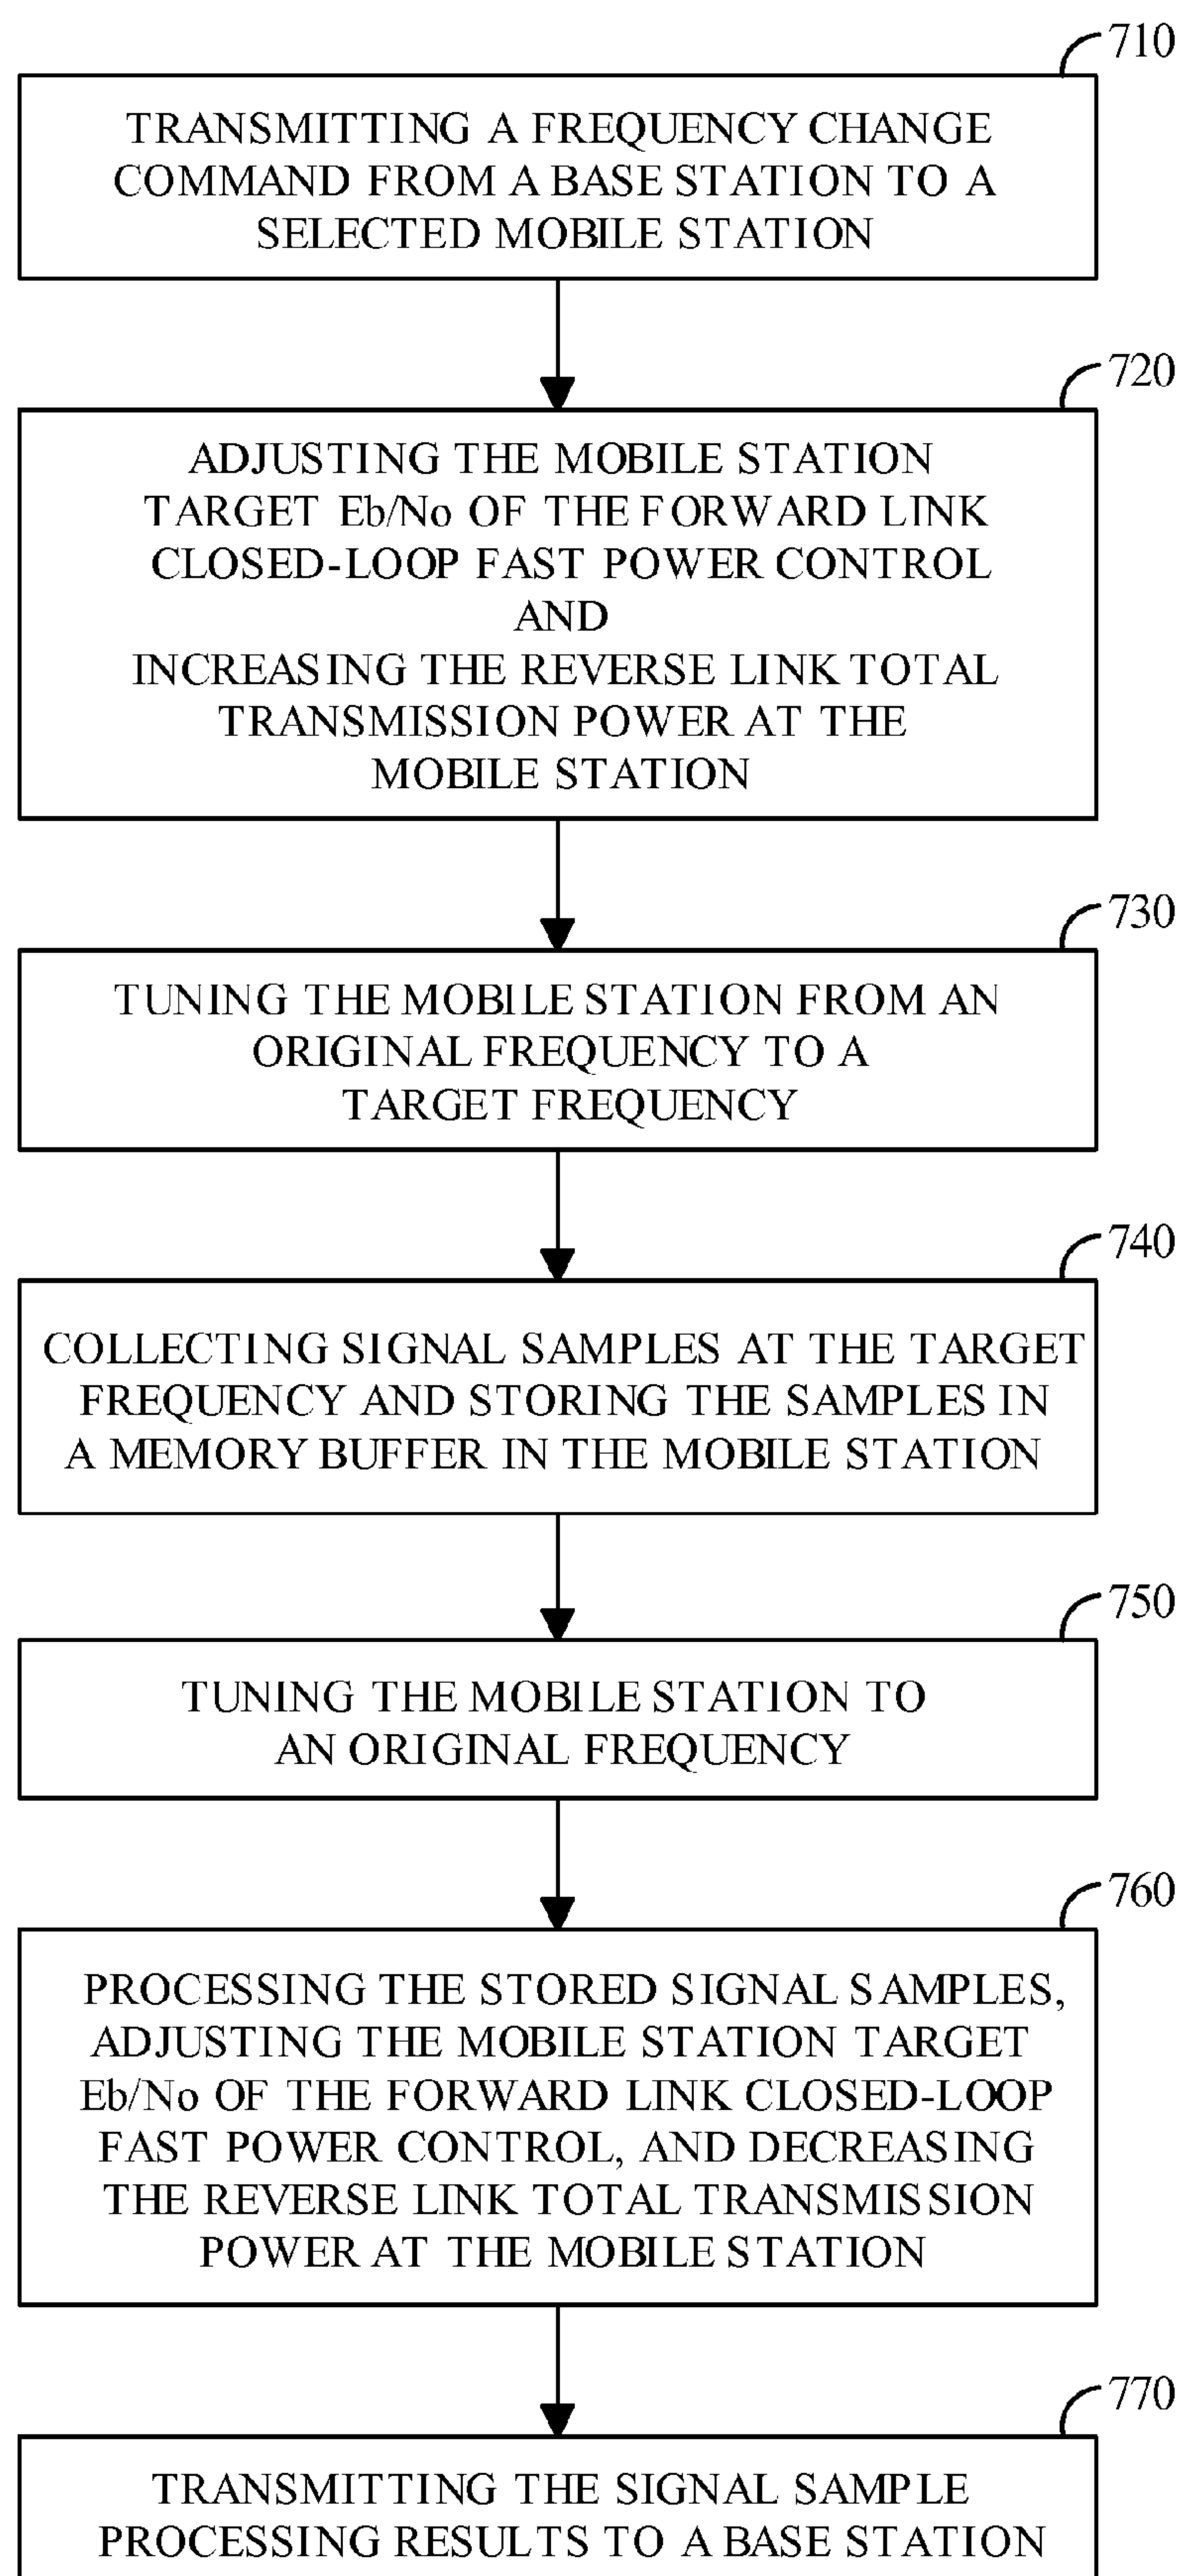 710
TRANSMITTING A FREQUENCY CHANGE
COMMAND FROM A BASE STATION TO A
SELECTED MOBILE STATION
720
ADJUSTING THE MOBILE STATION
TARGET Eb/No OF THE FORWARD LINK
CLOSED-LOOP FAST POWER CONTROL
AND
INCREASING THE REVERSE LINK TOTAL
TRANSMISSION POWER AT THE
MOBILE STATION
730
TUNING THE MOBILE STATION FROM AN
ORIGINAL FREQUENCY TO A
TARGET FREQUENCY
740
COLLECTING SIGNAL SAMPLES AT THE TARGET
FREQUENCY AND STORING THE SAMPLES IN
A MEMORY BUFFER IN THE MOBILE STATION
750
TUNING THE MOBILE STATION TO
AN ORIGINAL FREQUENCY
760
PROCESSING THE STORED SIGNAL SAMPLES,
ADJUSTING THE MOBILE STATION TARGET
Eb/No OF THE FORWARD LINK CLOSED-LOOP
FAST POWER CONTROL, AND DECREASING
THE REVERSE LINK TOTAL TRANSMISSION
POWER AT THE MOBILE STATION
770
TRANSMITTING THE SIGNAL SAMPLE
PROCESSING RESULTS TO A BASE STATION